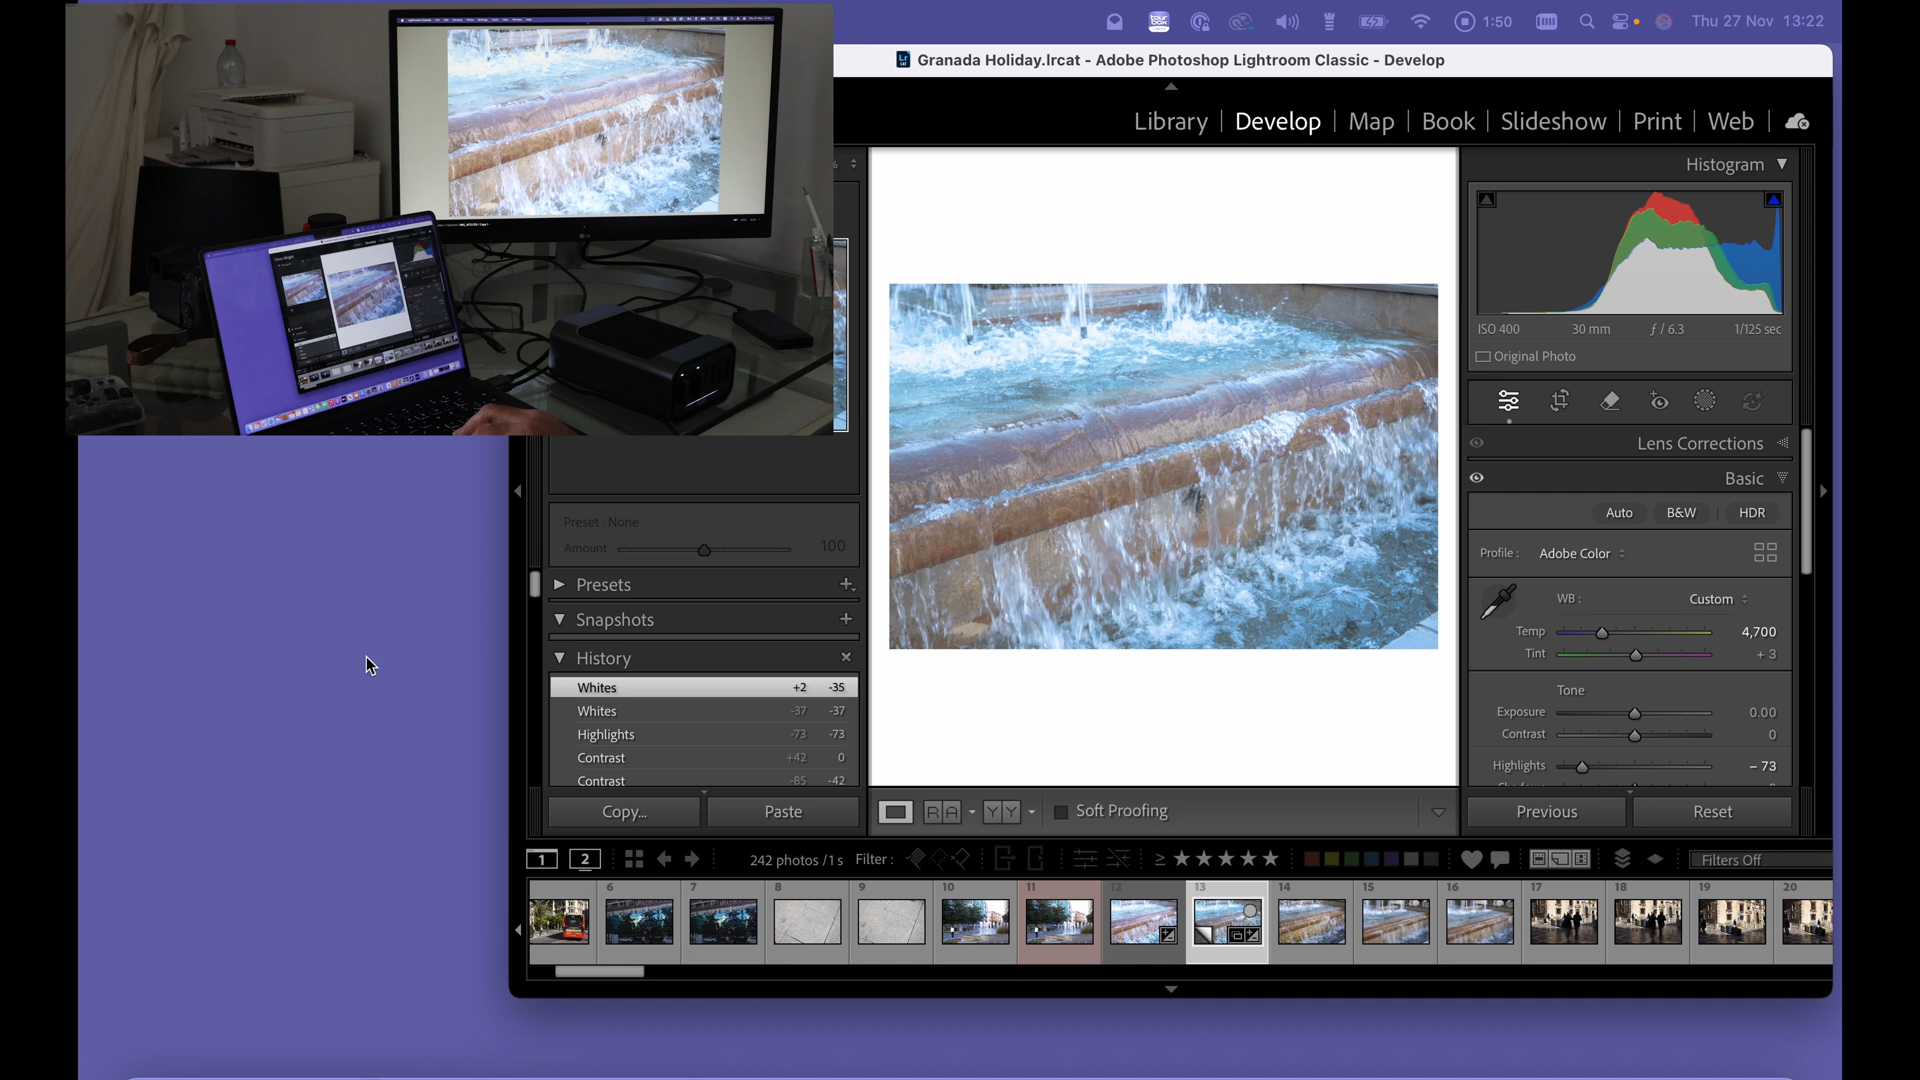 1:50
Thu 27 Nov 13:22
Granada Holiday.lrcat - Adobe Photoshop Lightroom Classic - Develop
Library | Develop | Map | Book | Slideshow | Print | Web
Histogram
ISO 400 30 mm ƒ / 6.3 1/125 sec
Original Photo
Lens Corrections
Basic
Auto B&W HDR
Profile : Adobe Color
WB : Custom
Temp 4,700
Tint + 3
Tone
Exposure 0.00
Contrast 0
Highlights - 73
Previous Reset
Preset : None
Amount 100
Presets
Snapshots
History
Whites +2 -35
Whites -37 -37
Highlights -73 -73
Contrast +42 0
Contrast -85 -42
Copy... Paste
R A Y Y Soft Proofing
1 2 242 photos /1 s Filter : ≥ ★ ★ ★ ★ ★ Filters Off
6 7 8 9 10 11 12 13 14 15 16 17 18 19 20